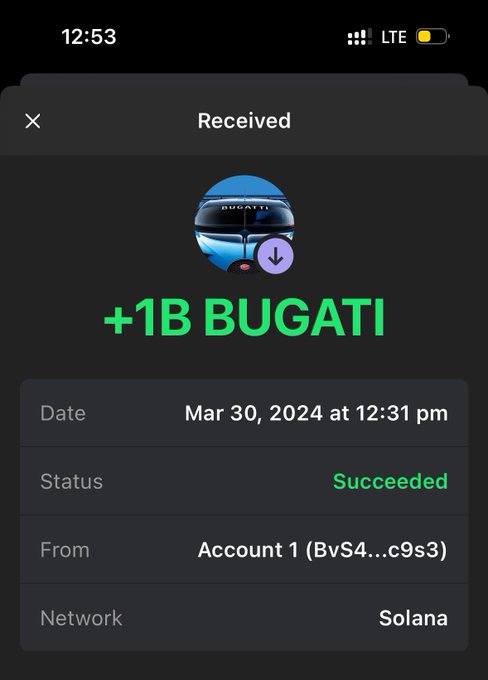 12:53
LTE
Received
BUGATTI
+1B BUGATI
Date
Mar 30, 2024 at 12:31 pm
Status
Succeeded
From
Account 1 (BvS4...c9s3)
Network
Solana